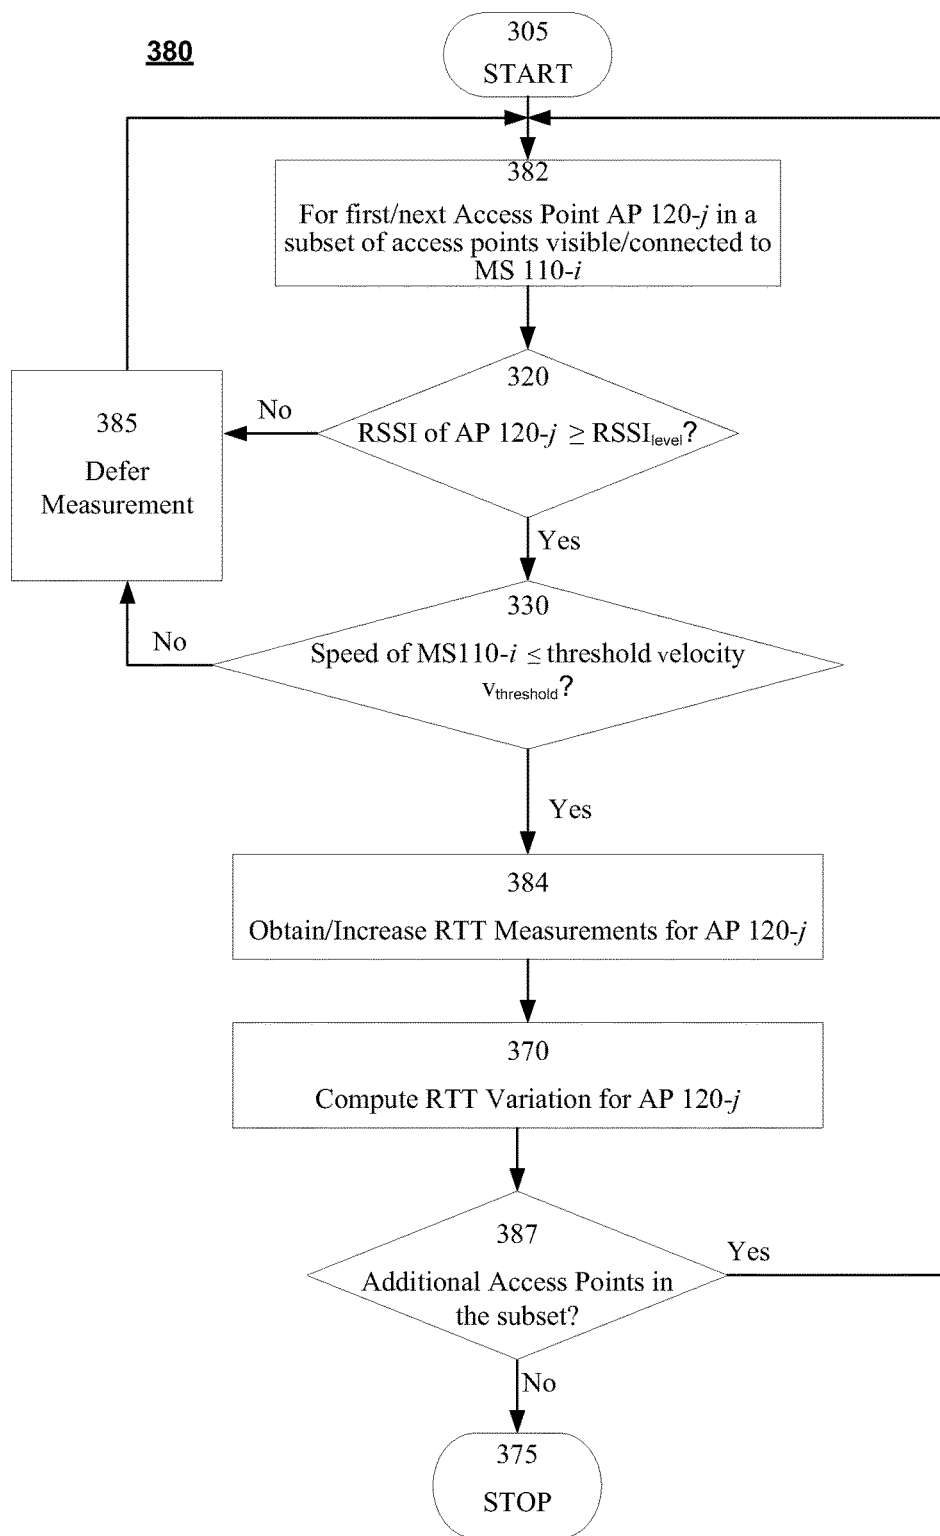 380
305
START
382
For first/next Access Point AP 120-j in a
subset of access points visible/connected to
MS 110-i
320
RSSI of AP 120-j ≥ RSSIlevel?
No
385
Defer
Measurement
Yes
330
Speed of MS110-i ≤ threshold velocity
vthreshold?
No
Yes
384
Obtain/Increase RTT Measurements for AP 120-j
370
Compute RTT Variation for AP 120-j
387
Additional Access Points in
the subset?
Yes
No
375
STOP